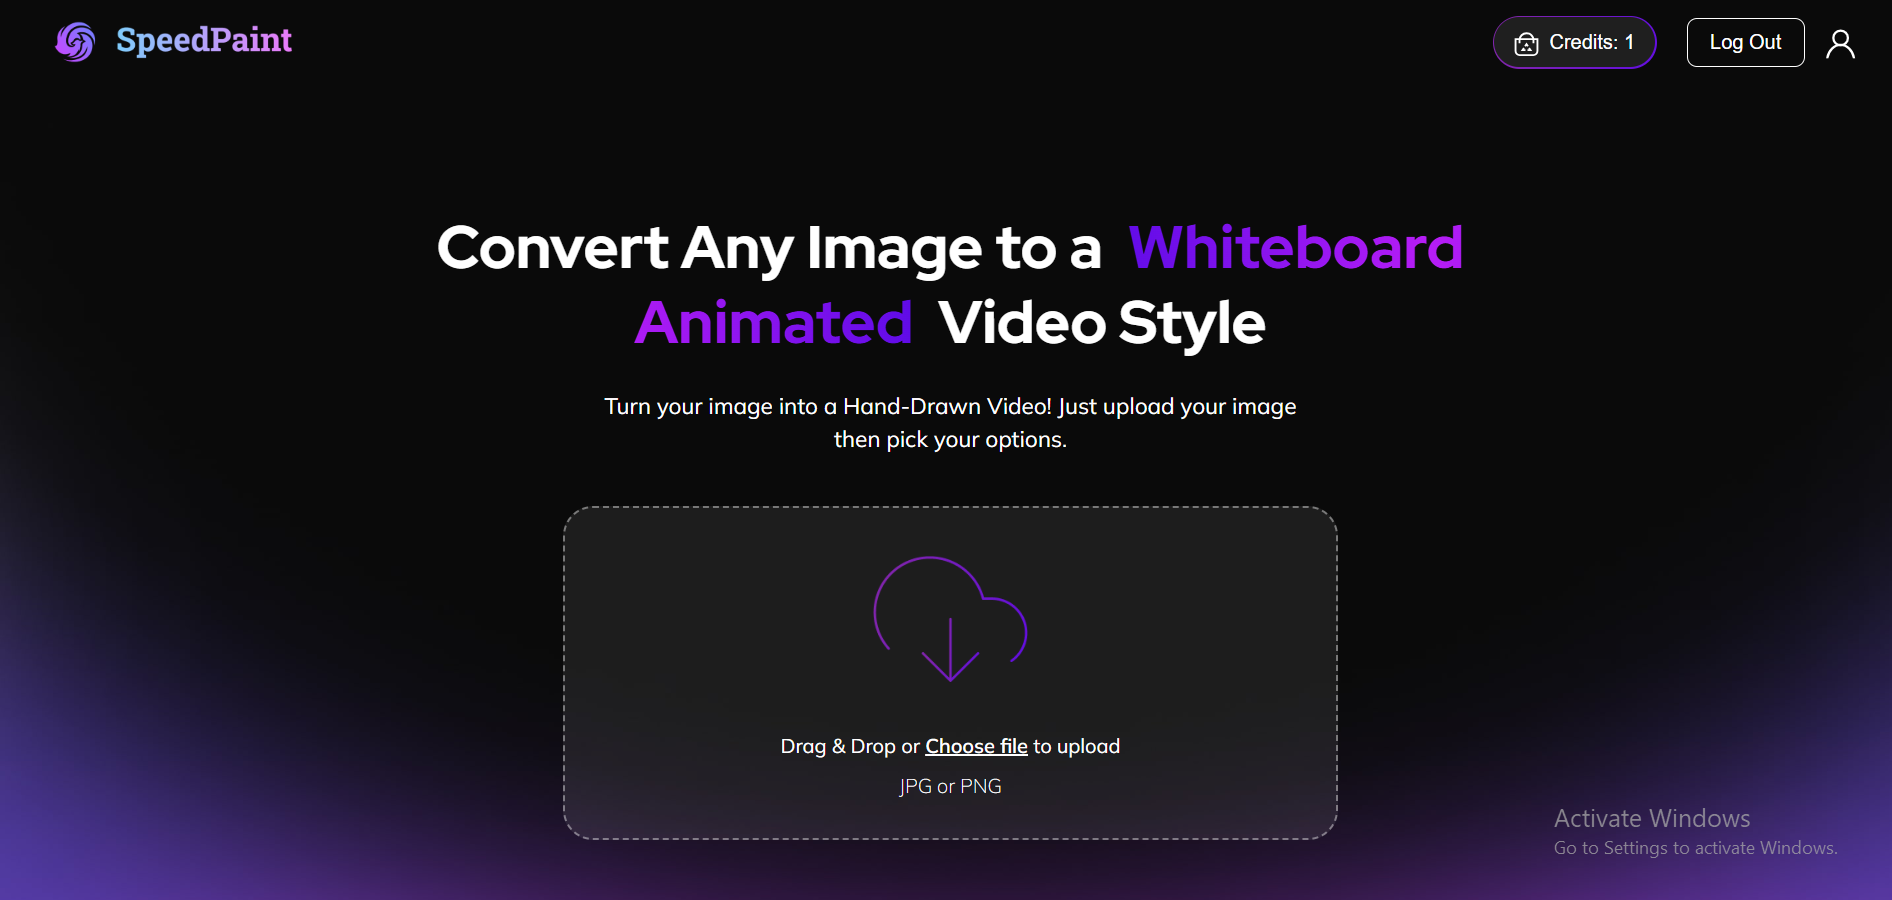 SpeedPaint
Credits: 1
Log Out
Convert Any Image to a Whiteboard
Animated Video Style
Turn your image into a Hand-Drawn Video! Just upload your image
then pick your options.
Drag & Drop or Choose file to upload
JPG or PNG
Activate Windows
Go to Settings to activate Windows.